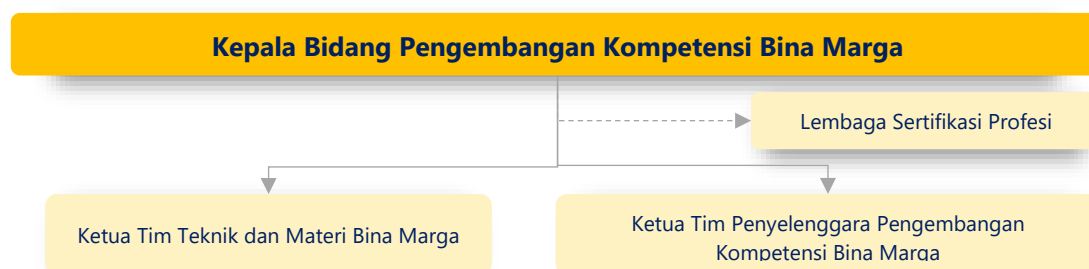 Kepala Bidang Pengembangan Kompetensi Bina Marga
Lembaga Sertifikasi Profesi
Ketua Tim Teknik dan Materi Bina Marga
Ketua Tim Penyelenggara Pengembangan
Kompetensi Bina Marga